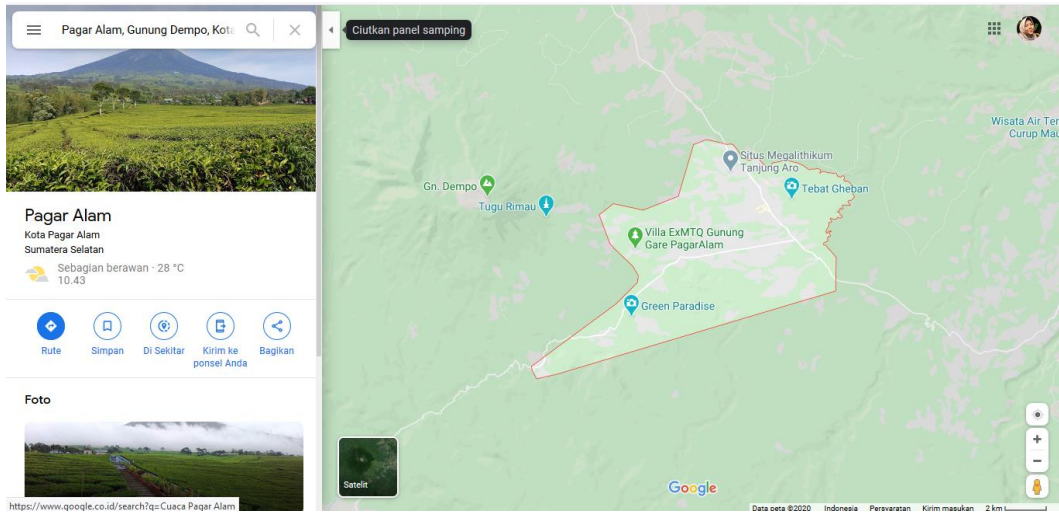 Pagar Alam, Gunung Dempo, Kota
Ciutkan panel samping
Pagar Alam
Kota Pagar Alam
Sumatera Selatan
Sebagian berawan · 28 °C
10.43
Rute
Simpan
Di Sekitar
Kirim ke
ponsel Anda
Bagikan
Foto
https://www.google.co.id/search?q=Cuaca Pagar Alam
Wisata Air Ter
Curup Mau
Situs Megalithikum
Tanjung Aro
Gn. Dempo
Tebat Gheban
Tugu Rimau
Villa ExMTQ Gunung
Gare PagarAlam
Green Paradise
Satelit
Google
Data peta ©2020
Indonesia
Persyaratan
Kirim masukan
2 km